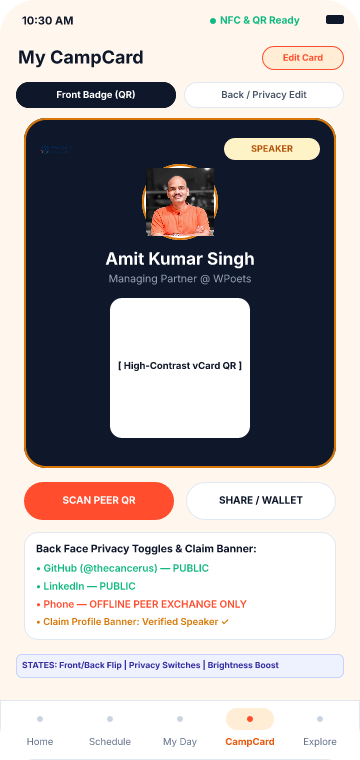 10:30 AM
NFC & QR Ready
My CampCard
Edit Card
Front Badge (QR)
Back / Privacy Edit
SPEAKER
Amit Kumar Singh
Managing Partner @ WPoets
[ High-Contrast vCard QR ]
SCAN PEER QR
SHARE / WALLET
Back Face Privacy Toggles & Claim Banner:
• GitHub (@thecancerus) — PUBLIC
• LinkedIn — PUBLIC
• Phone — OFFLINE PEER EXCHANGE ONLY
• Claim Profile Banner: Verified Speaker ✓
STATES: Front/Back Flip | Privacy Switches | Brightness Boost
Home
Schedule
My Day
CampCard
Explore